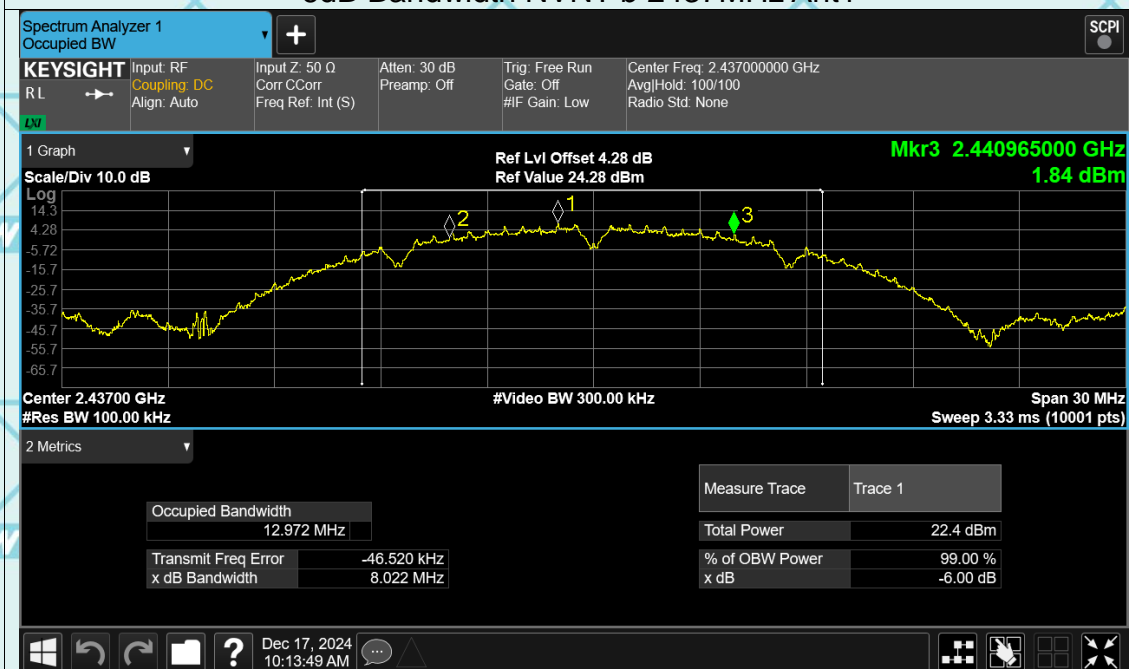 Spectrum Analyzer 1
Occupied BW
+
SCPI
KEYSIGHT
R L
LXI
Input: RF
Coupling: DC
Align: Auto
Input Z: 50 Ω
Corr CCorr
Freq Ref: Int (S)
Atten: 30 dB
Preamp: Off
Trig: Free Run
Gate: Off
#IF Gain: Low
Center Freq: 2.437000000 GHz
Avg|Hold: 100/100
Radio Std: None
1 Graph
Scale/Div 10.0 dB
Ref Lvl Offset 4.28 dB
Ref Value 24.28 dBm
Mkr3 2.440965000 GHz
1.84 dBm
Log
14.3
4.28
-5.72
-15.7
-25.7
-35.7
-45.7
-55.7
-65.7
2
1
3
Center 2.43700 GHz
#Res BW 100.00 kHz
#Video BW 300.00 kHz
Span 30 MHz
Sweep 3.33 ms (10001 pts)
2 Metrics
Occupied Bandwidth
12.972 MHz
Transmit Freq Error -46.520 kHz
x dB Bandwidth 8.022 MHz
Measure Trace Trace 1
Total Power 22.4 dBm
% of OBW Power 99.00 %
x dB -6.00 dB
?
Dec 17, 2024
10:13:49 AM